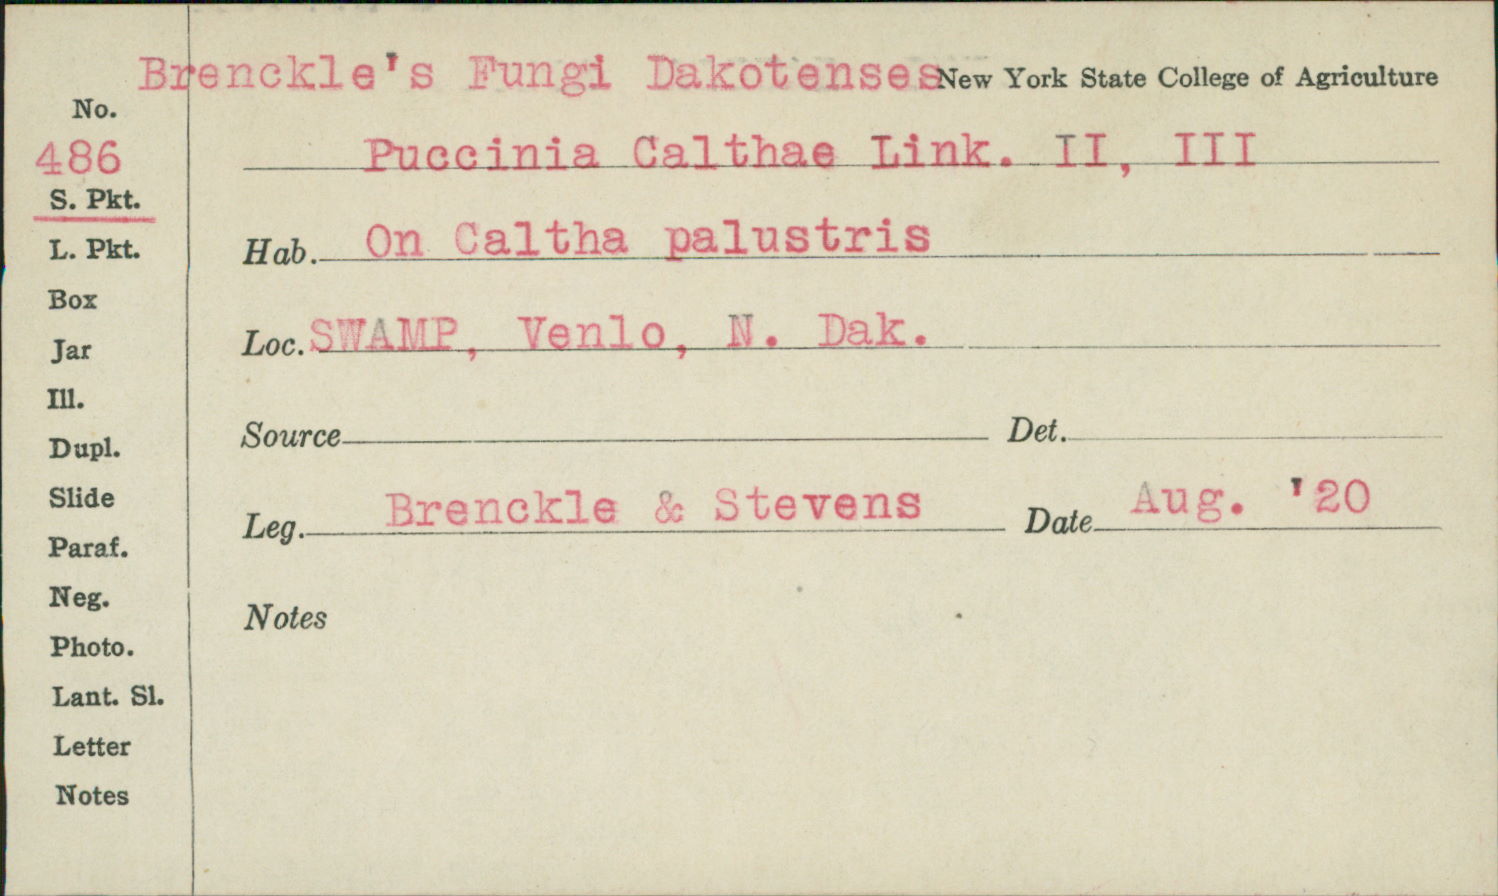 Brenckle's Fungi Dakotenses New York State College of Agriculture
No.
486
Puccinia Calthae Link. II, III
S. Pkt.
L. Pkt.
Hab. On Caltha palustris
Box
Jar
Loc. SWAMP, Venlo, N. Dak.
Ill.
Dupl.
Source Det.
Slide
Leg. Brenckle & Stevens Date Aug. '20
Paraf.
Neg.
Notes
Photo.
Lant. Sl.
Letter
Notes